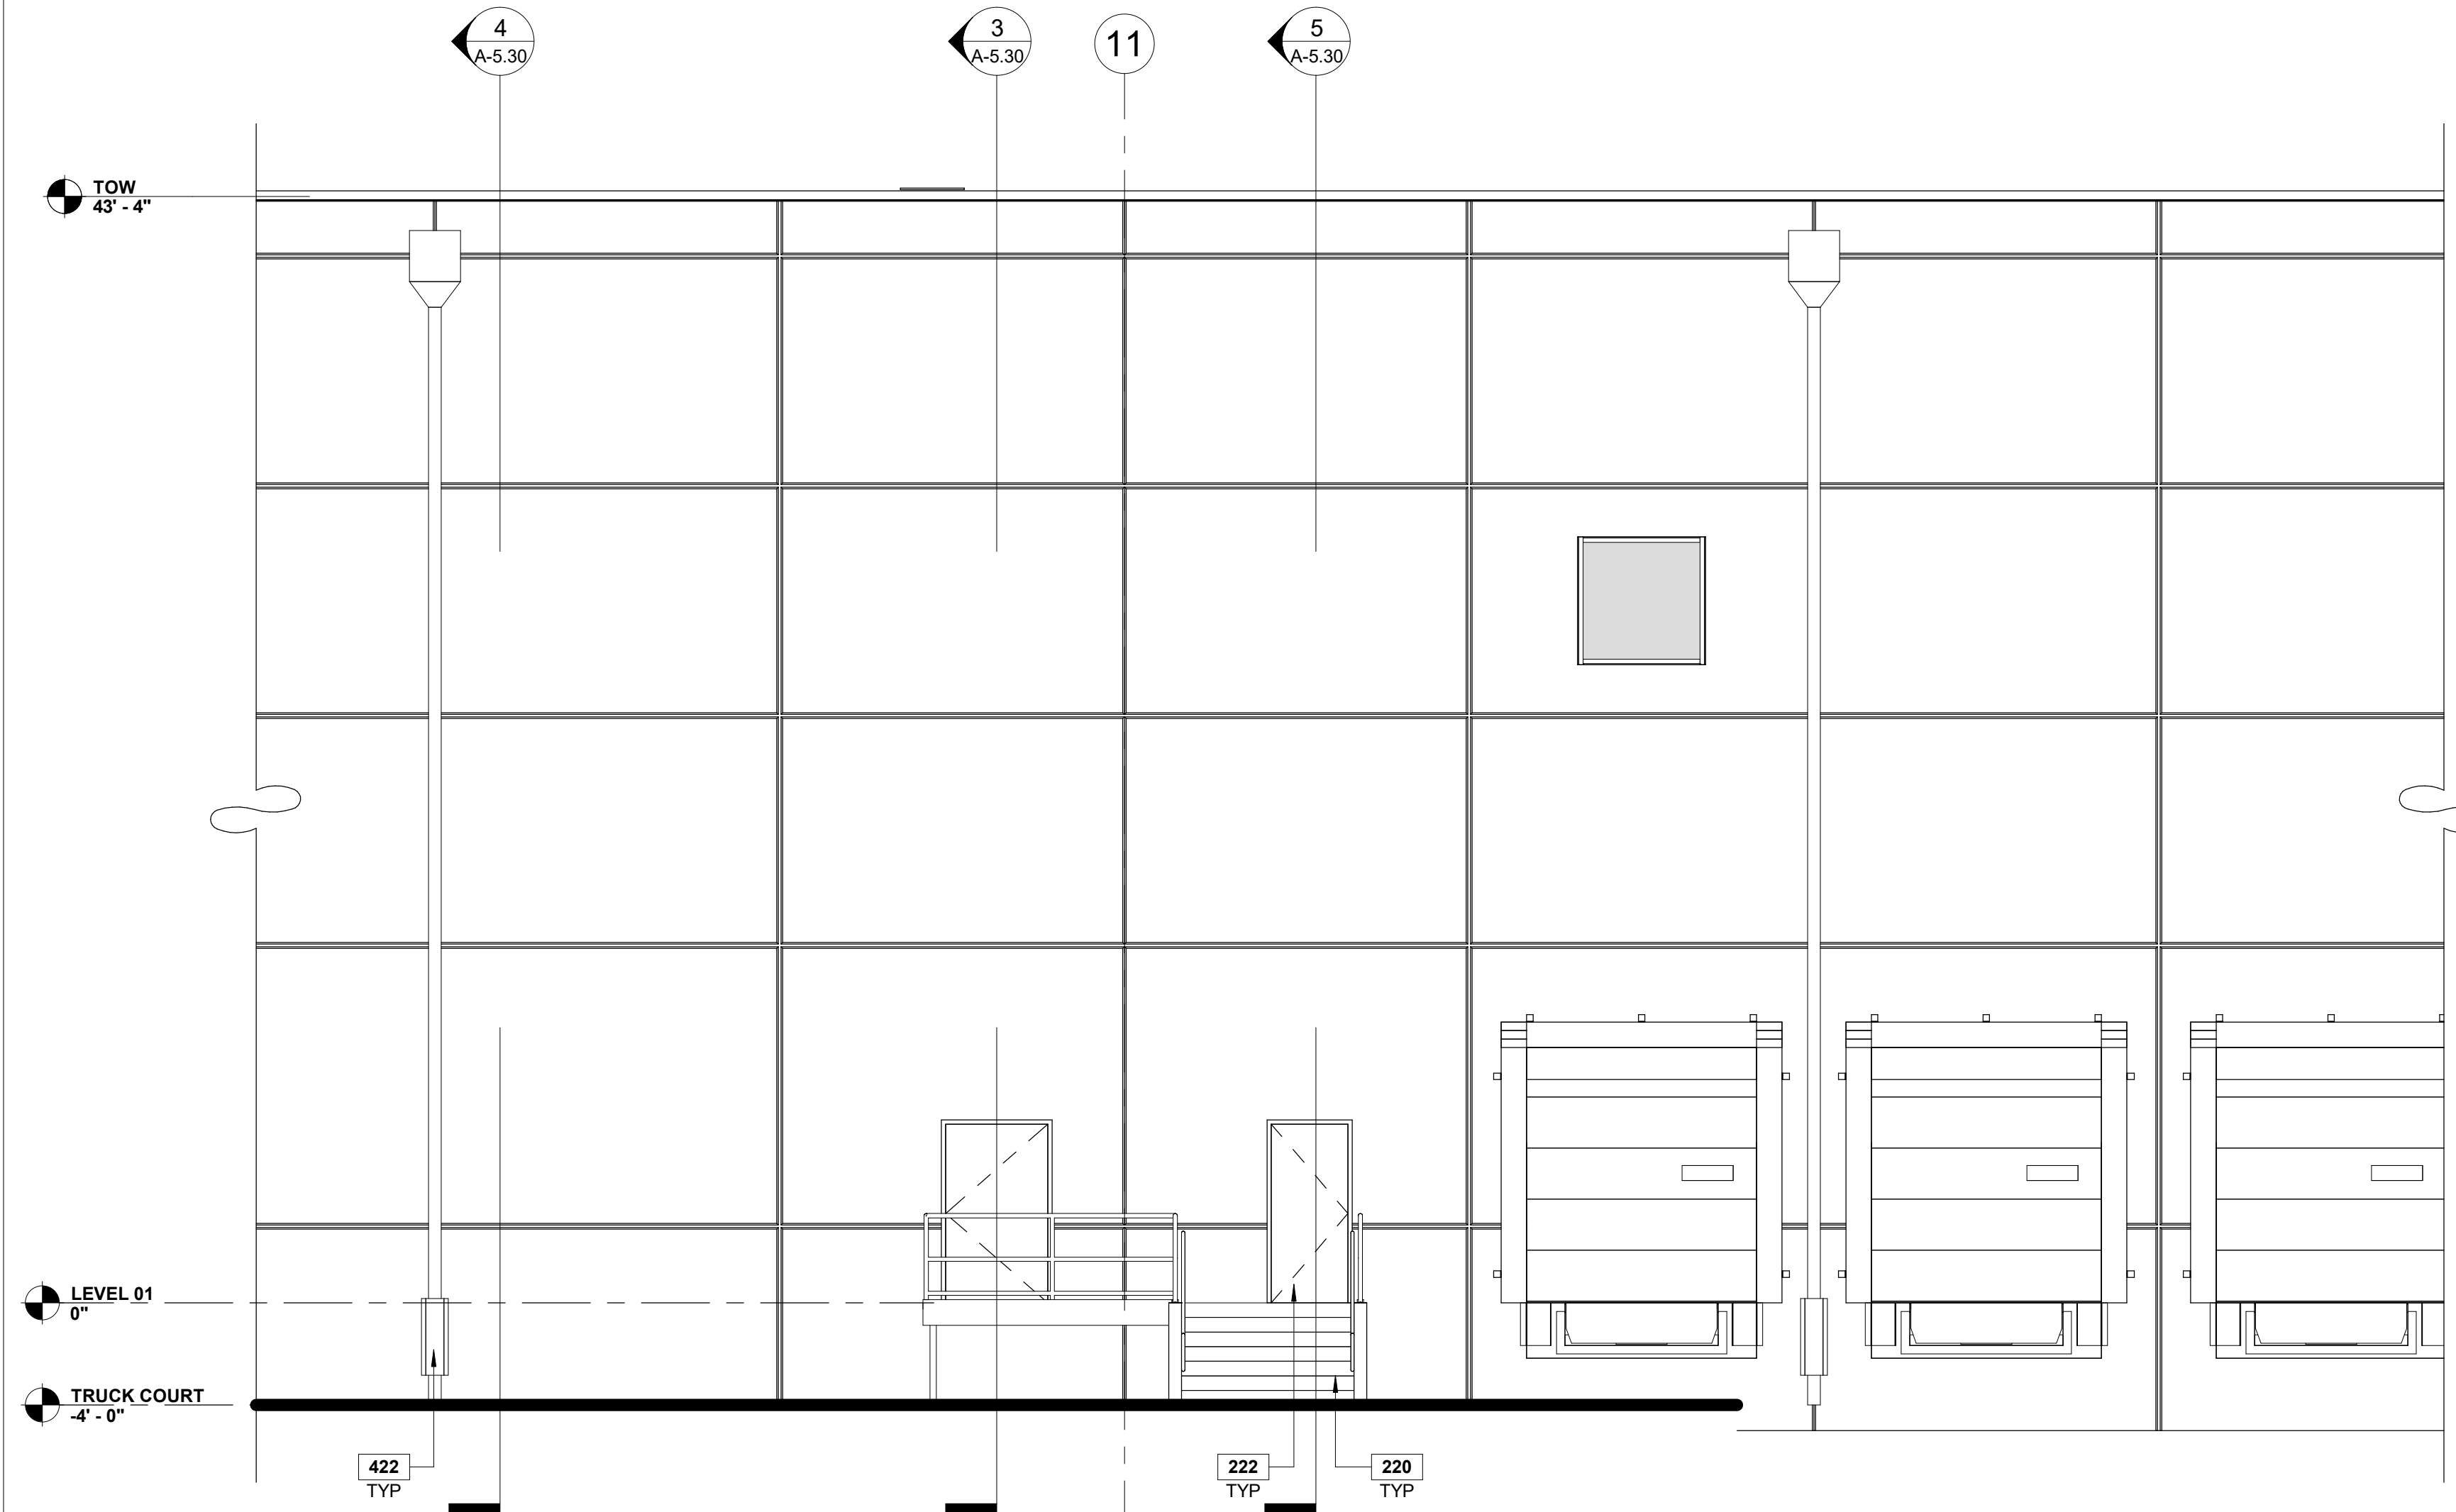 4
A-5.30
3
A-5.30
11
5
A-5.30
TOW
43' - 4"
LEVEL 01
0"
TRUCK COURT
-4' - 0"
422
TYP
222
TYP
220
TYP